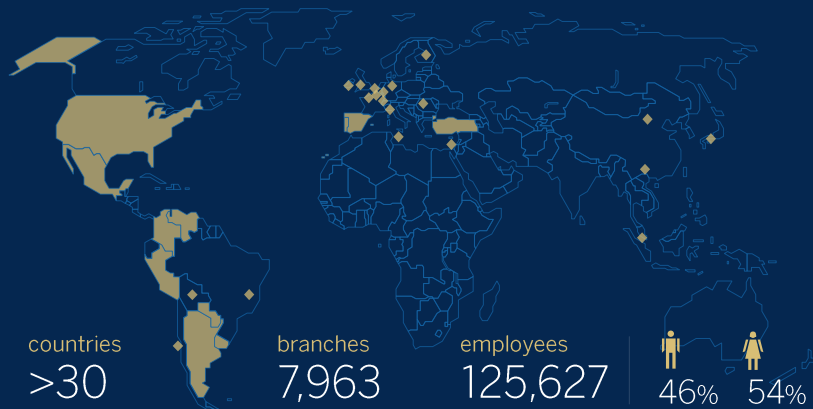 countries
>30
branches
7,963
employees
125,627
46%
54%